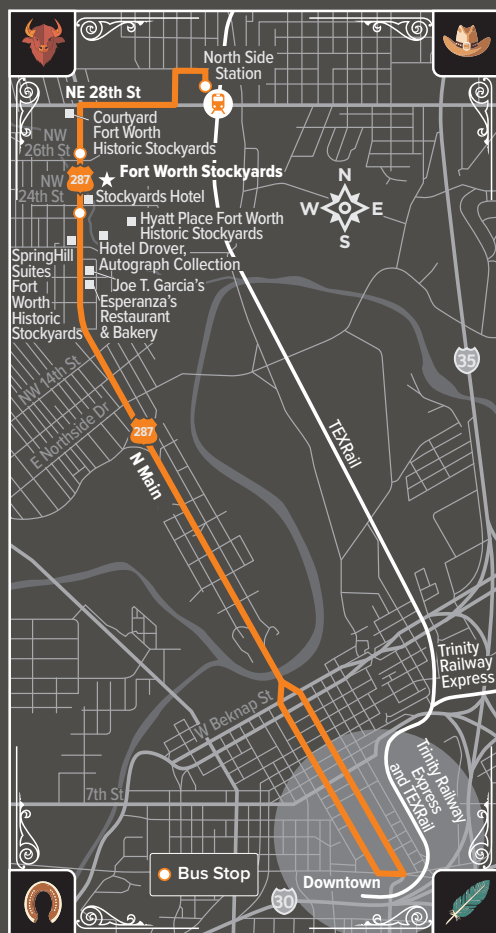 North Side
Station
NE 28th St
Courtyard
Fort Worth
Historic Stockyards
NW
26th St
Fort Worth Stockyards
287
NW
24th St
Stockyards Hotel
N
W
E
S
Hyatt Place Fort Worth
Historic Stockyards
Hotel Drover,
Autograph Collection
SpringHill
Suites
Fort
Worth
Historic
Stockyards
Joe T. Garcia's
Esperanza's
Restaurant
& Bakery
NW 14th St
35
E Northside Dr
287
N Main
TEXRail
Trinity
Railway
Express
W Beknap St
Trinity Railway
Express
and TEXRail
7th St
Bus Stop
Downtown
30